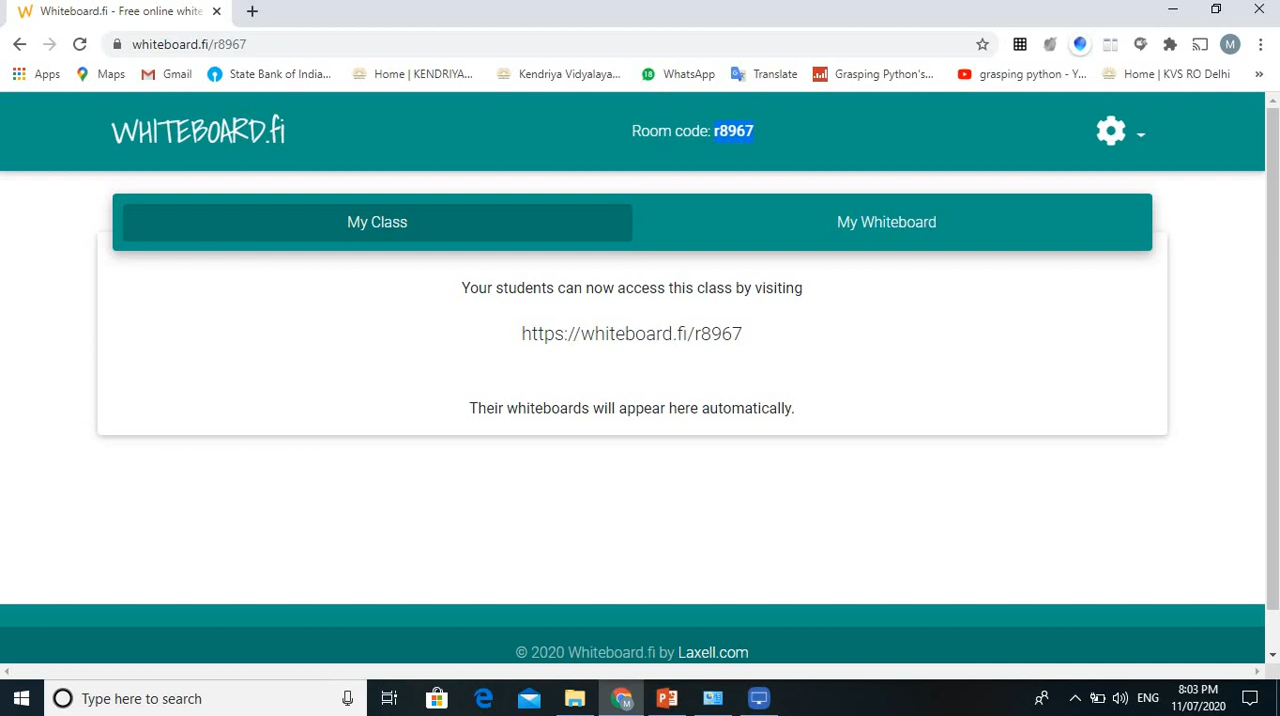 Whiteboard.fi - Free online white
whiteboard.fi/r8967
M
Apps Maps Gmail State Bank of India... Home | KENDRIYA... Kendriya Vidyalaya... 18 WhatsApp Translate Grasping Python's... grasping python - Y... Home | KVS RO Delhi »
WHITEBOARD.fi Room code: r8967
My Class My Whiteboard
Your students can now access this class by visiting
https://whiteboard.fi/r8967
Their whiteboards will appear here automatically.
© 2020 Whiteboard.fi by Laxell.com
Type here to search
ENG 8:03 PM
11/07/2020